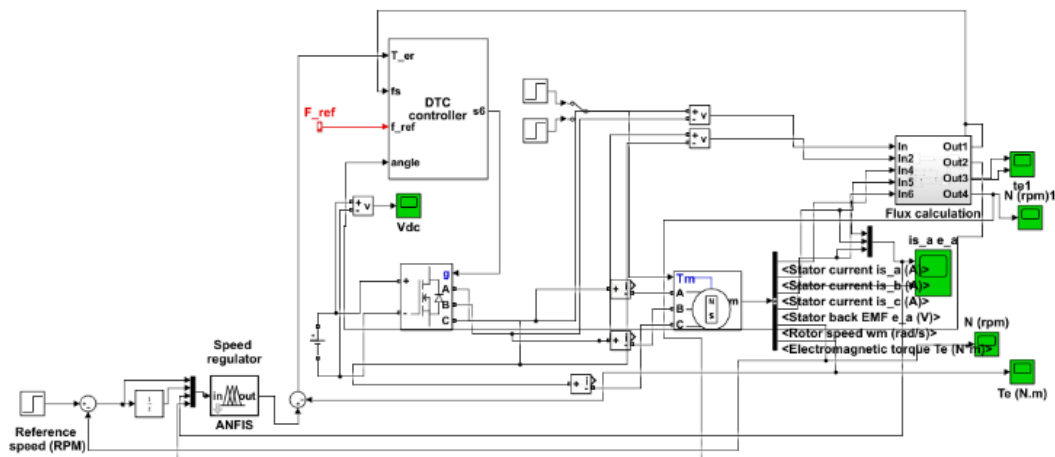 T_er
fs
DTC
controller
s6
F_ref
f_ref
angle
+
-
v
Vdc
+
-
v
+
-
v
In
In2
In4
In5
In6
Out1
Out2
Out3
Out4
Flux calculation
te1
N (rpm)1
is_a e_a
g
+
-
A
B
C
Tm
A
B
C
m
N
S
+
i
+
i
+
i
<Stator current is_a (A)>
<Stator current is_b (A)>
<Stator current is_c (A)>
<Stator back EMF e_a (V)>
<Rotor speed wm (rad/s)>
<Electromagnetic torque Te (N*m)>
N (rpm)
Te (N.m)
Speed
regulator
in
out
ANFIS
Reference
speed (RPM)